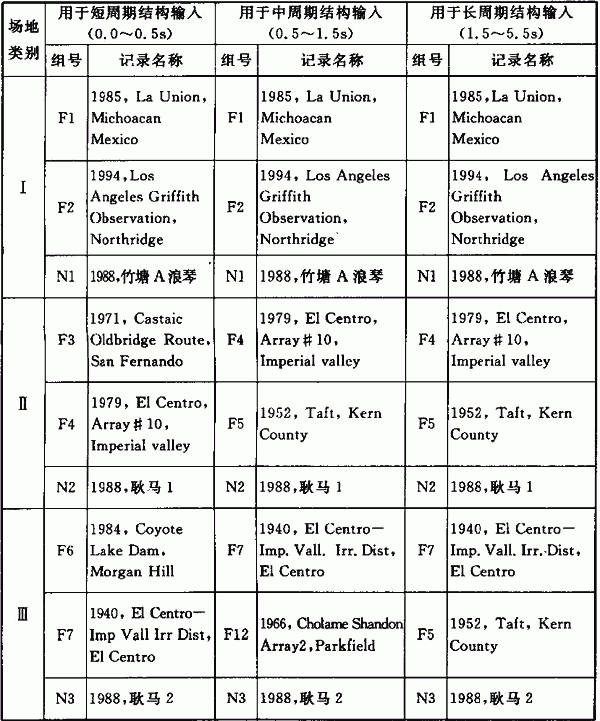 场地类别
用于短周期结构输入
(0.0～0.5s)
用于中周期结构输入
(0.5～1.5s)
用于长周期结构输入
(1.5～5.5s)
组号
记录名称
组号
记录名称
组号
记录名称
Ⅰ
F1
1985, La Union,
Michoacan
Mexico
F1
1985, La Union,
Michoacan
Mexico
F1
1985,La Union,
Michoacan
Mexico
F2
1994,Los
Angeles Griffith
Observation,
Northridge
F2
1994, Los Angeles
Griffith
Observation,
Northridge
F2
1994, Los Angeles
Griffith
Observation,
Northridge
N1
1988,竹塘A浪琴
N1
1988,竹塘A浪琴
N1
1988,竹塘A浪琴
Ⅱ
F3
1971, Castaic
Oldbridge Route,
San Fernando
F4
1979, El Centro,
Array#10,
Imperial valley
F4
1979, El Centro,
Array#10,
Imperial valley
F4
1979, El Centro,
Array#10,
Imperial valley
F5
1952, Taft, Kern
County
F5
1952, Taft, Kern
County
N2
1988,耿马1
N2
1988,耿马1
N2
1988,耿马1
Ⅲ
F6
1984, Coyote
Lake Dam,
Morgan Hill
F7
1940, El Centro－
Imp. Vall. Irr. Dist,
El Centro
F7
1940, El Centro－
Imp. Vall. Irr. Dist,
El Centro
F7
1940, El Centro－
Imp Vall Irr Dist,
El Centro
F12
1966, Cholame Shandon
Array2,Parkfield
F5
1952, Taft, Kern
County
N3
1988,耿马2
N3
1988,耿马2
N3
1988,耿马2